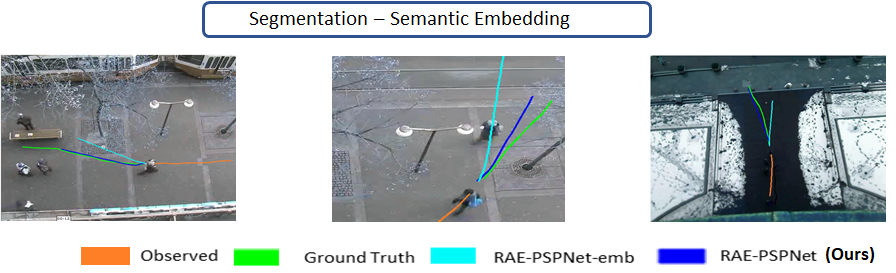 Segmentation – Semantic Embedding
Observed Ground Truth RAE-PSPNet-emb RAE-PSPNet (Ours)